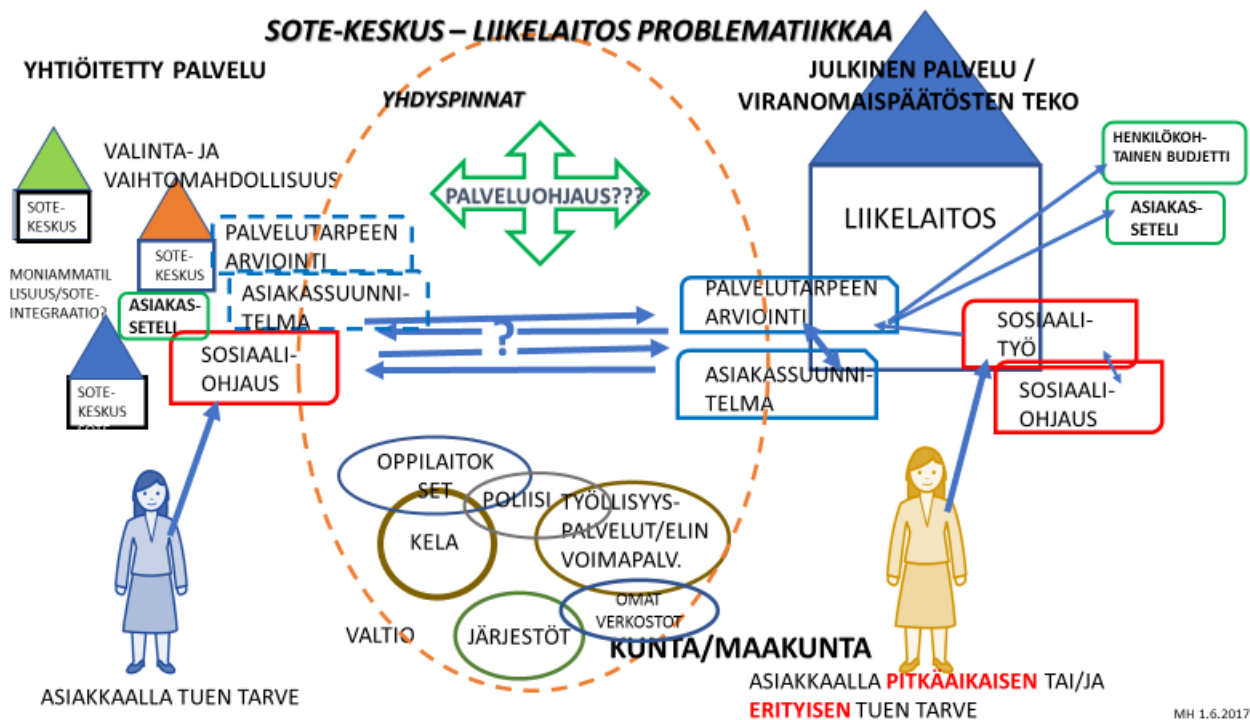 SOTE-KESKUS – LIIKELAITOS PROBLEMATIIKKAA
YHTIÖITETTY PALVELU
YHDYSPINNAT
JULKINEN PALVELU /
VIRANOMAISPÄÄTÖSTEN TEKO
VALINTA- JA
VAIHTOMAHDOLLISUUS
SOTE-
KESKUS
SOTE-
KESKUS
PALVELUTARPEEN
ARVIOINTI
MONIAMMATIL
LISUUS/SOTE-
INTEGRAATIO?
ASIAKAS-
SETELI
ASIAKASSUUNNI-
TELMA
SOSIAALI-
OHJAUS
SOTE-
KESKUS
SOTE
PALVELUOHJAUS???
?
LIIKELAITOS
HENKILÖKOH-
TAINEN BUDJETTI
ASIAKAS-
SETELI
PALVELUTARPEEN
ARVIOINTI
ASIAKASSUUNNI-
TELMA
SOSIAALI-
TYÖ
SOSIAALI-
OHJAUS
OPPILAITOK
SET
POLIISI
KELA
TYÖLLISYYS-
PALVELUT/ELIN
VOIMAPALV.
OMAT
VERKOSTOT
JÄRJESTÖT
VALTIO
KUNTA/MAAKUNTA
ASIAKKAALLA TUEN TARVE
ASIAKKAALLA PITKÄAIKAISEN TAI/JA
ERITYISEN TUEN TARVE
MH 1.6.2017